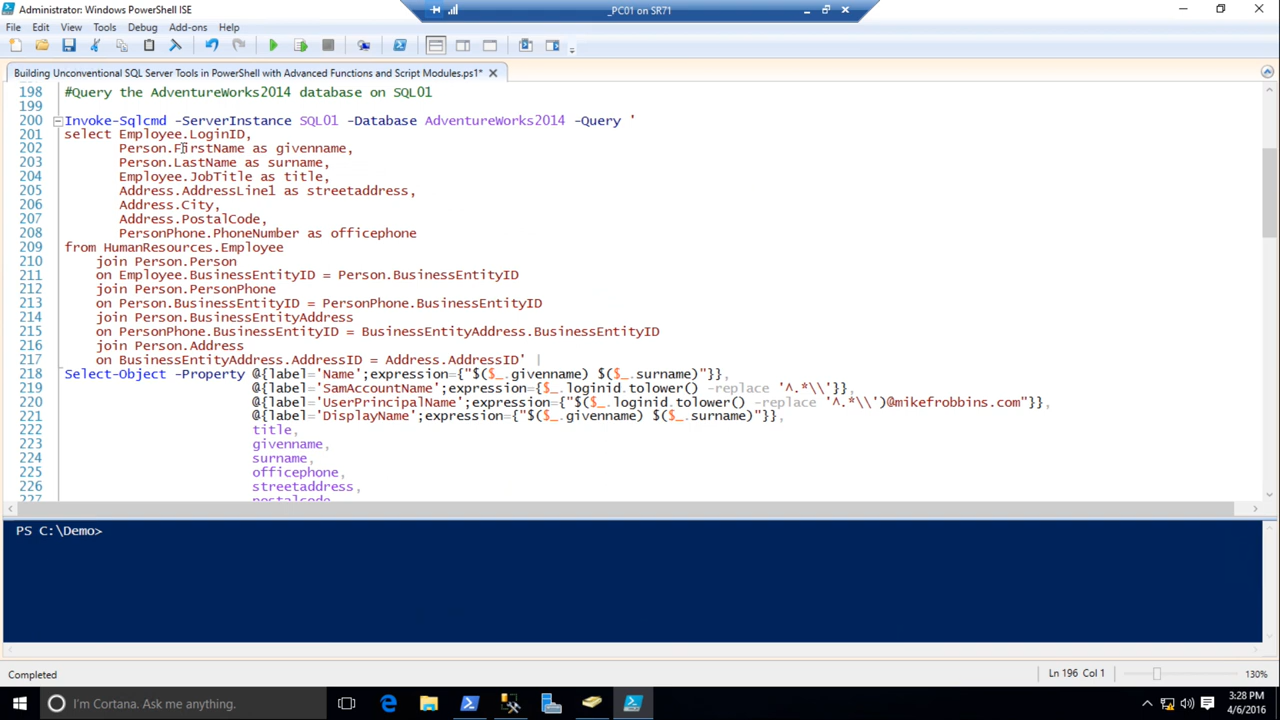 Administrator: Windows PowerShell ISE
_PC01 on SR71
File Edit View Tools Debug Add-ons Help
Building Unconventional SQL Server Tools in PowerShell with Advanced Functions and Script Modules.ps1*
198 #Query the AdventureWorks2014 database on SQL01
199
200 Invoke-Sqlcmd -ServerInstance SQL01 -Database AdventureWorks2014 -Query '
201 select Employee.LoginID,
202 Person.FirstName as givenname,
203 Person.LastName as surname,
204 Employee.JobTitle as title,
205 Address.AddressLine1 as streetaddress,
206 Address.City,
207 Address.PostalCode,
208 PersonPhone.PhoneNumber as officephone
209 from HumanResources.Employee
210 join Person.Person
211 on Employee.BusinessEntityID = Person.BusinessEntityID
212 join Person.PersonPhone
213 on Person.BusinessEntityID = PersonPhone.BusinessEntityID
214 join Person.BusinessEntityAddress
215 on PersonPhone.BusinessEntityID = BusinessEntityAddress.BusinessEntityID
216 join Person.Address
217 on BusinessEntityAddress.AddressID = Address.AddressID' |
218 Select-Object -Property @{label='Name';expression={"$($_.givenname) $($_.surname)"}},
219 @{label='SamAccountName';expression={$_.loginid.tolower() -replace '^.*\\'}},
220 @{label='UserPrincipalName';expression={"$($_.loginid.tolower() -replace '^.*\\')@mikefrobbins.com"}},
221 @{label='DisplayName';expression={"$($_.givenname) $($_.surname)"}},
222 title,
223 givenname,
224 surname,
225 officephone,
226 streetaddress,
227 postalcode
PS C:\Demo>
Completed
Ln 196 Col 1
130%
I'm Cortana. Ask me anything.
3:28 PM
4/6/2016